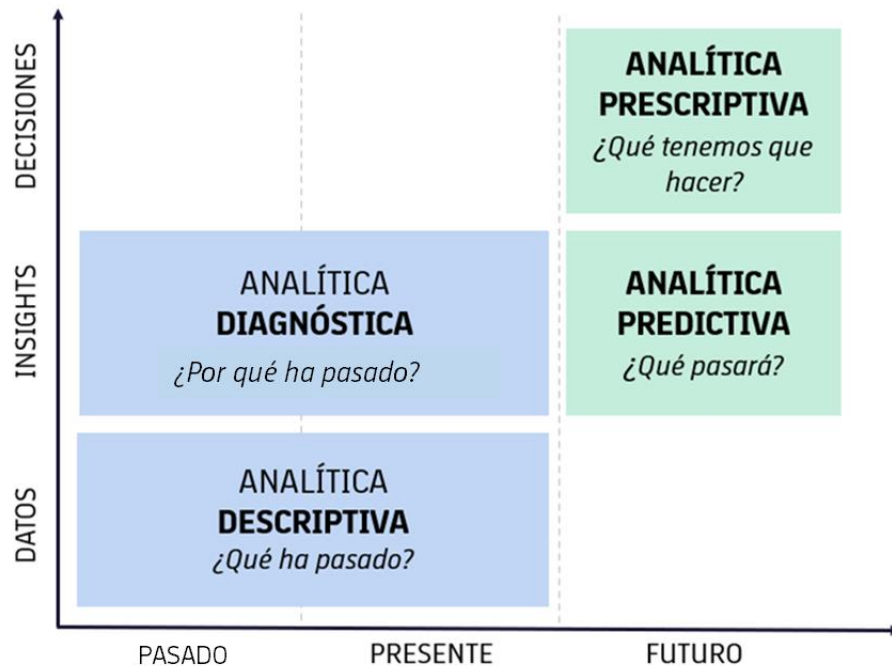 DECISIONES
ANALÍTICA
PRESCRIPTIVA
¿Qué tenemos que
hacer?
INSIGHTS
ANALÍTICA
DIAGNÓSTICA
¿Por qué ha pasado?
ANALÍTICA
PREDICTIVA
¿Qué pasará?
DATOS
ANALÍTICA
DESCRIPTIVA
¿Qué ha pasado?
PASADO
PRESENTE
FUTURO